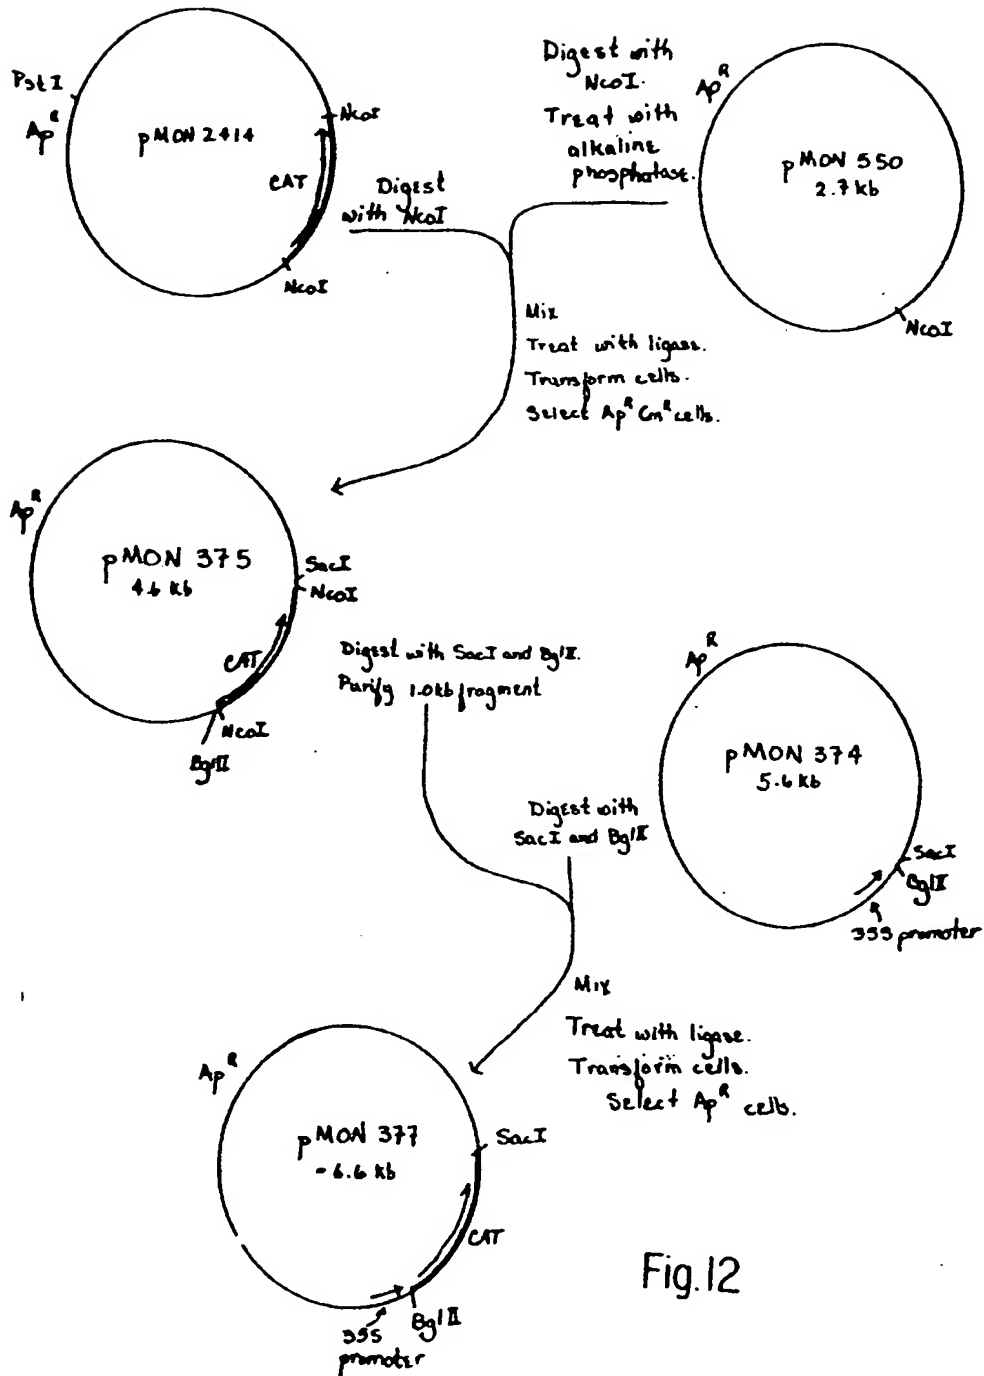 PstI
Ap^R
pMON 2414
NcoI
CAT
NcoI
Digest
with NcoI
Digest with
NcoI.
Treat with
alkaline
phosphatase.
Ap^R
pMON 550
2.7 kb
NcoI
Mix
Treat with ligase.
Transform cells.
Select Ap^R Cm^R cells.
Ap^R
pMON 375
4.6 kb
SacI
NcoI
CAT
NcoI
BglII
Digest with SacI and BglII.
Purify 1.0kb fragment
Ap^R
pMON 374
5.6 kb
SacI
BglII
35S promoter
Digest with
SacI and BglII
Mix
Treat with ligase.
Transform cells.
Select Ap^R cells.
Ap^R
pMON 377
~6.6 kb
SacI
CAT
BglII
35S
promoter
Fig.12